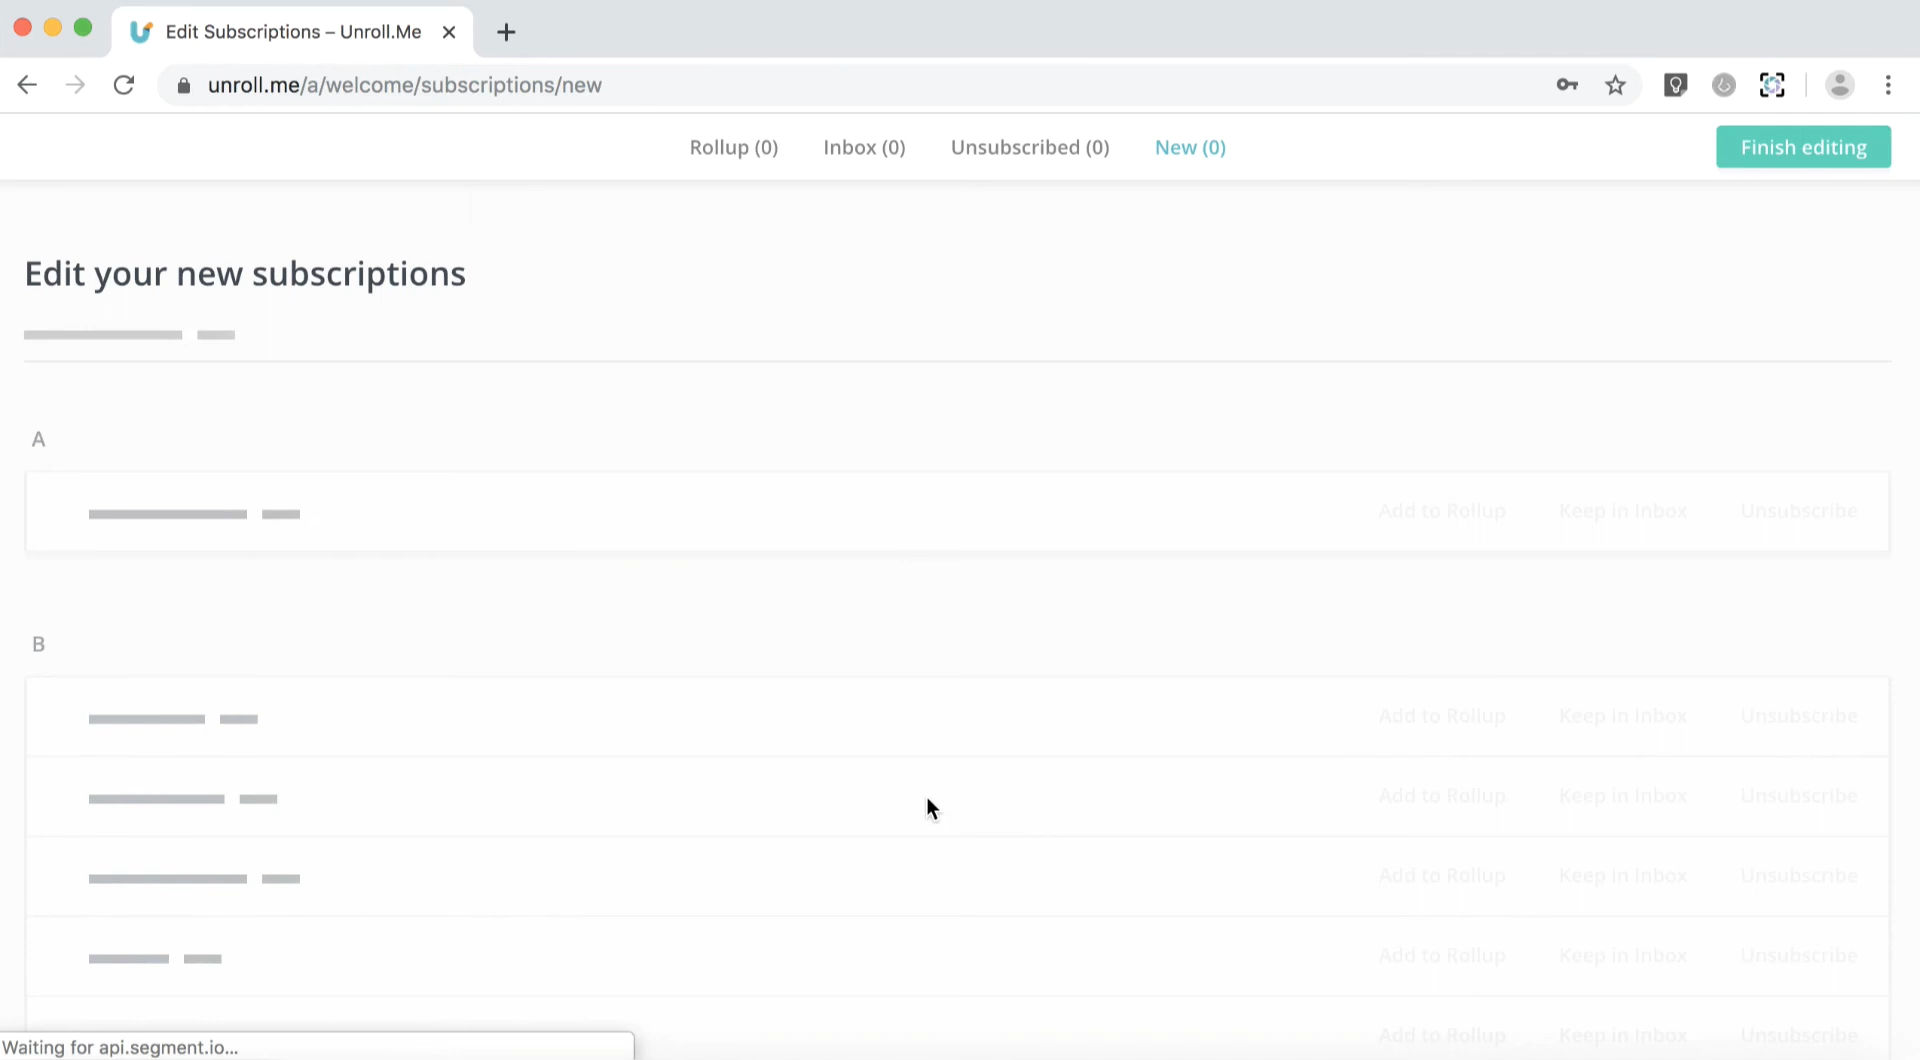 Edit Subscriptions – Unroll.Me
unroll.me/a/welcome/subscriptions/new
Rollup (0) Inbox (0) Unsubscribed (0) New (0) Finish editing
Edit your new subscriptions
A
Add to Rollup Keep in Inbox Unsubscribe
B
Add to Rollup Keep in Inbox Unsubscribe
Add to Rollup Keep in Inbox Unsubscribe
Add to Rollup Keep in Inbox Unsubscribe
Add to Rollup Keep in Inbox Unsubscribe
Add to Rollup Keep in Inbox Unsubscribe
Waiting for api.segment.io...